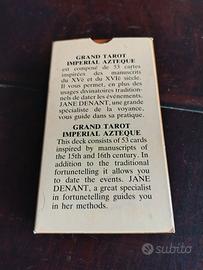 GRAND TAROT
IMPERIAL AZTEQUE
est composé de 53 cartes
inspirées des manuscrits
du XVe et du XVIe siècle.
Il vous permet, en plus des
usages divinatoires tradition-
nels de dater les événements.
JANE DENANT, une grande
spécialiste de la voyance,
vous guide dans sa pratique.
GRAND TAROT
IMPERIAL AZTEQUE
This deck consists of 53 cards
inspired by manuscripts of
the 15th and 16th century. In
addition to the traditional
fortunetelling it allows you
to date the events. JANE
DENANT, a great specialist
in fortunetelling guides you
in her methods.
subito